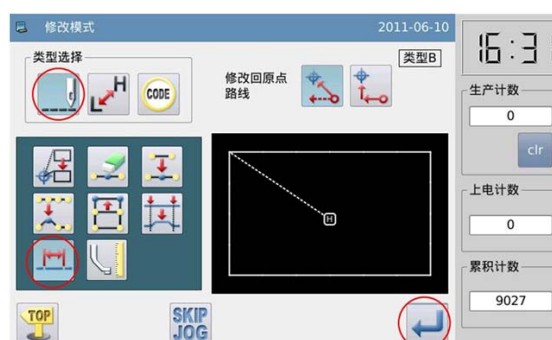 修改模式 2011-06-10
类型选择
类型B
修改回原点
路线
H
L
CODE
H
TOP
SKIP
JOG
16:3
生产计数
0
clr
上电计数
0
累积计数
9027